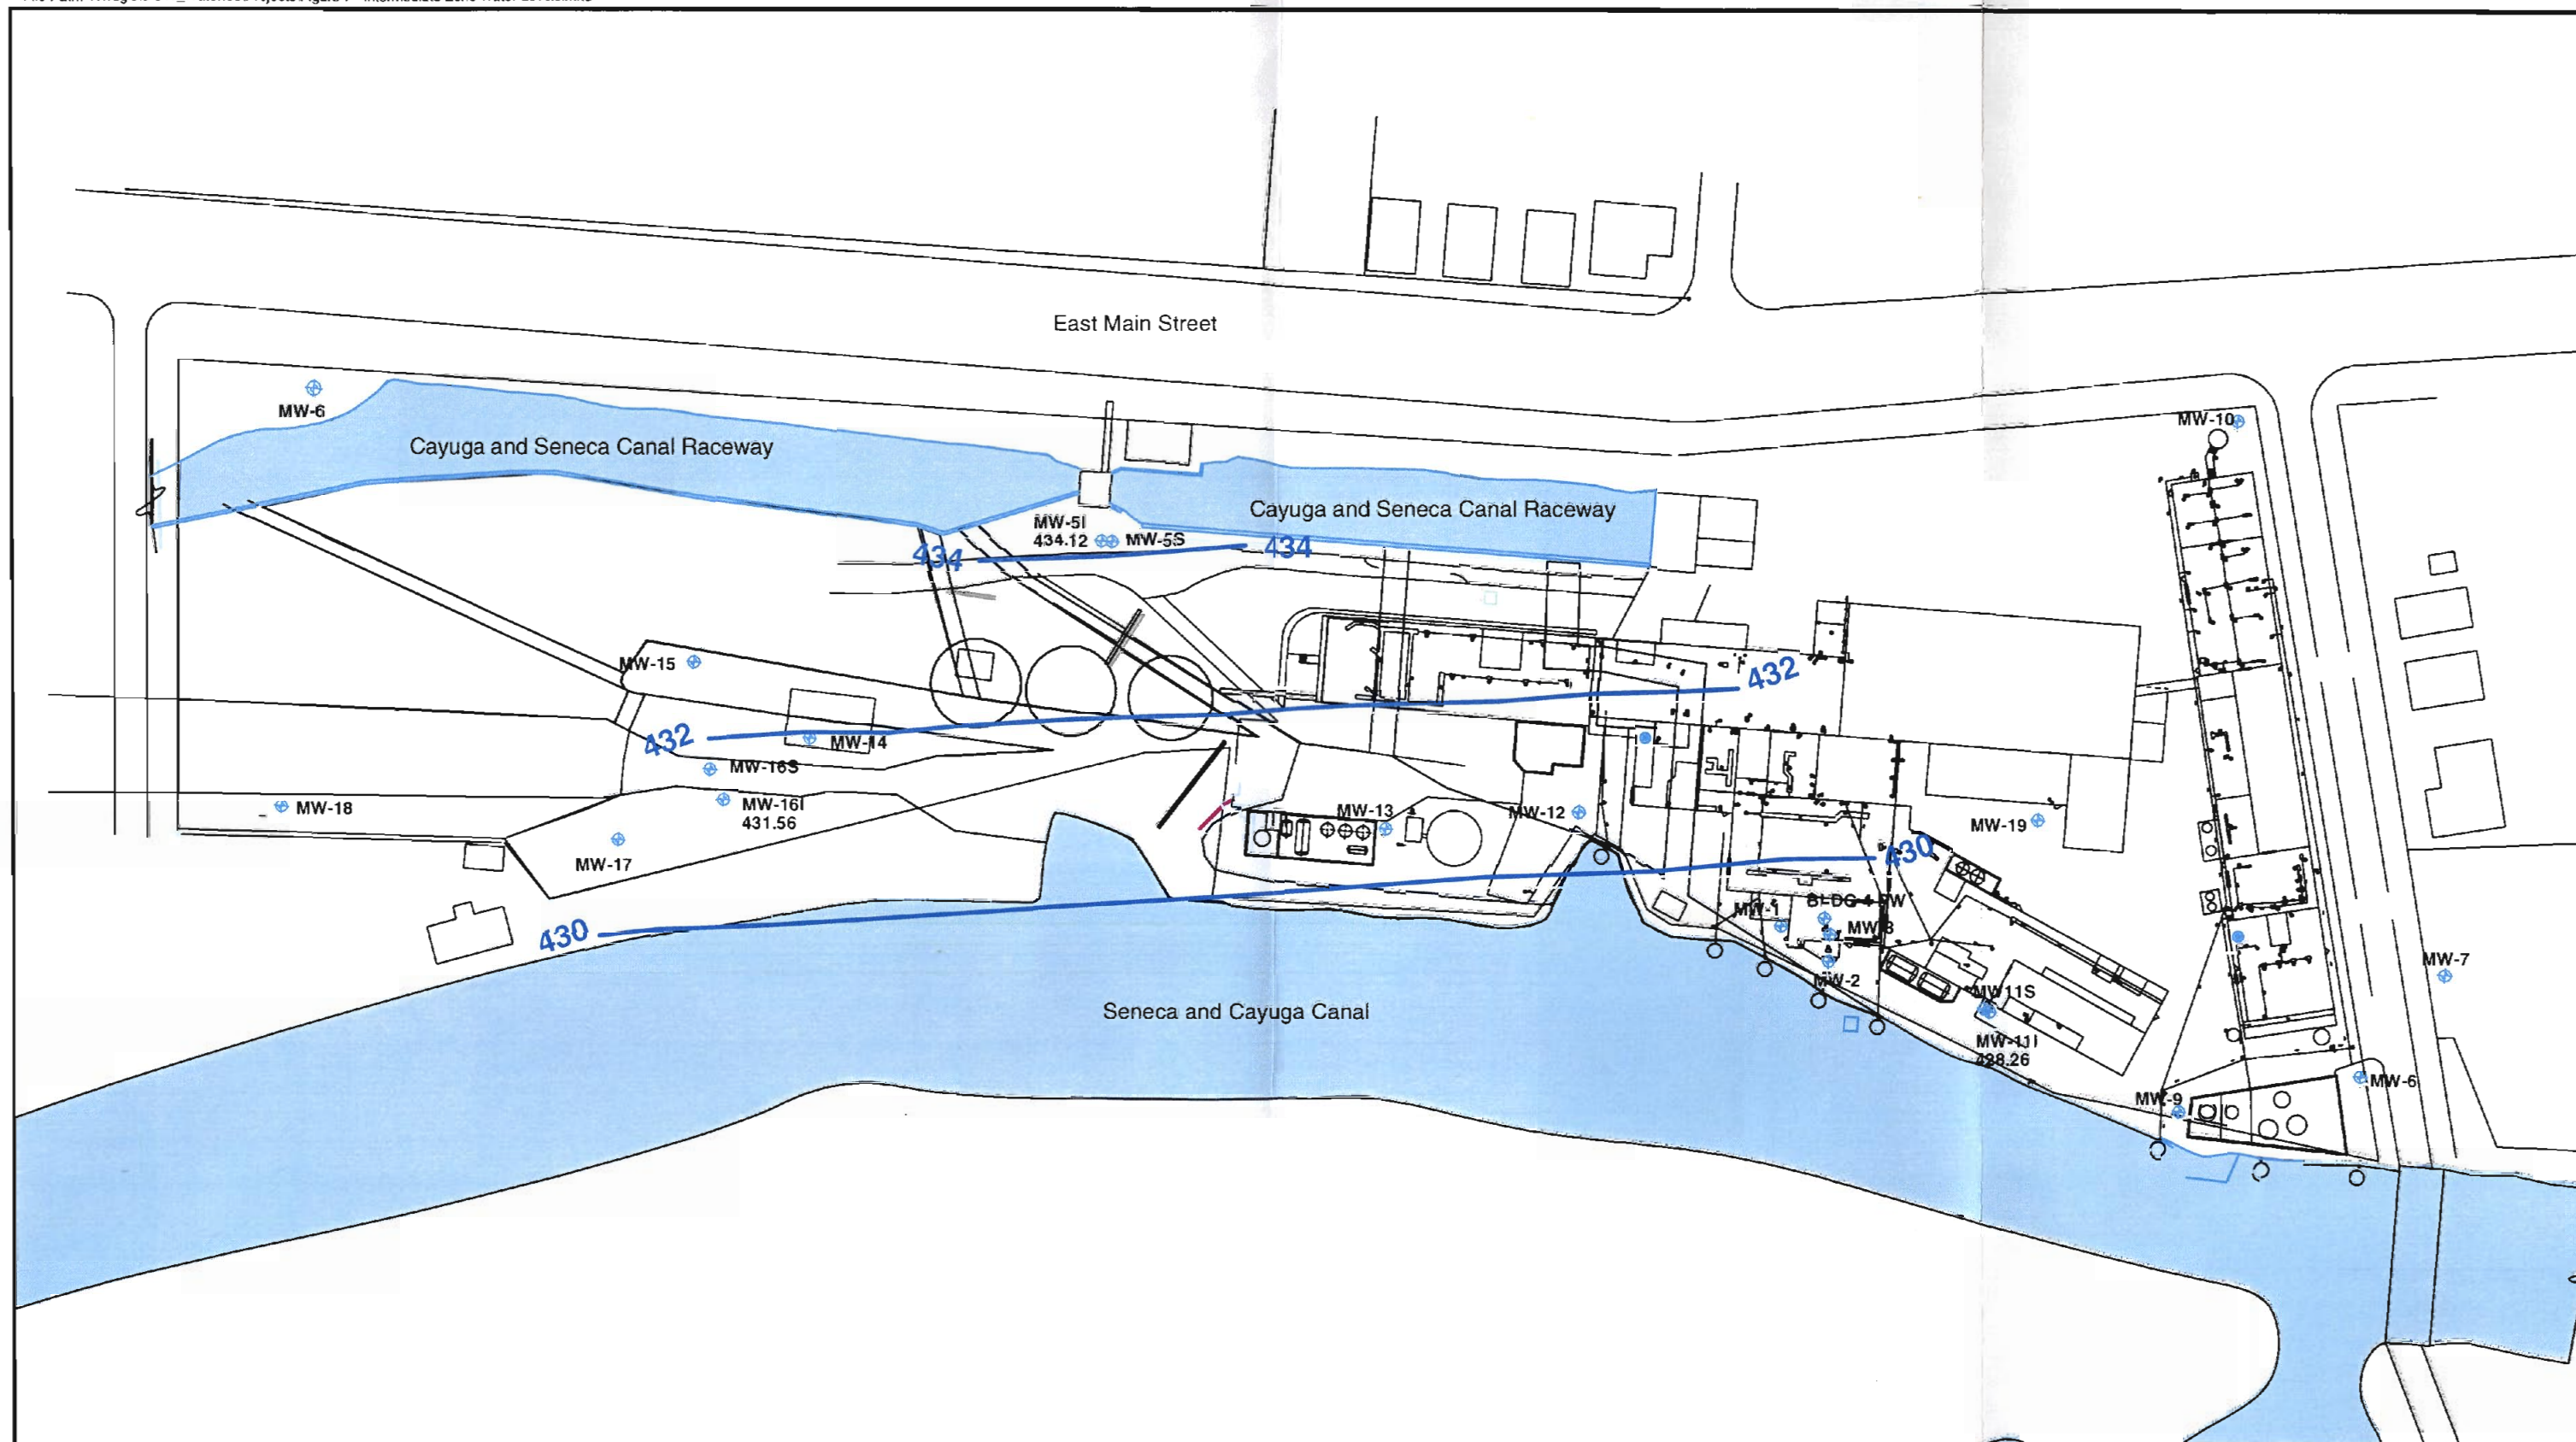 East Main Street
MW-6
MW-10
Cayuga and Seneca Canal Raceway
Cayuga and Seneca Canal Raceway
MW-5I
434.12
MW-5S
434
434
MW-15
432
432
MW-14
MW-16S
MW-16I
431.56
MW-18
MW-13
MW-12
MW-19
MW-17
430
430
MW-1
MW-2
MW11S
MW-7
Seneca and Cayuga Canal
MW-11I
428.26
MW-6
MW-9